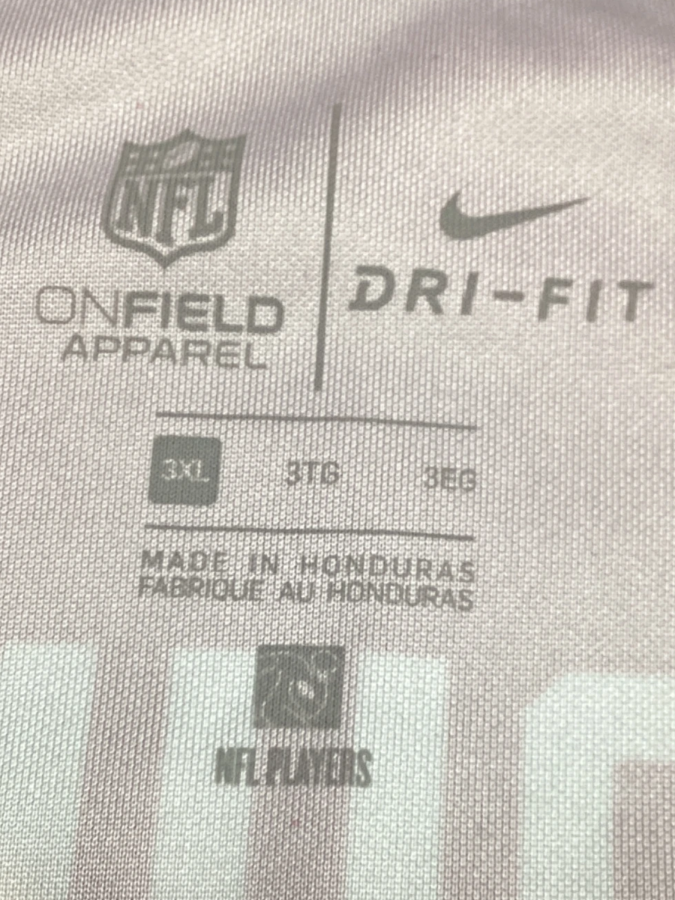 NFL
ONFIELD
APPAREL
DRI-FIT
3XL 3TG 3EG
MADE IN HONDURAS
FABRIQUE AU HONDURAS
NFL PLAYERS